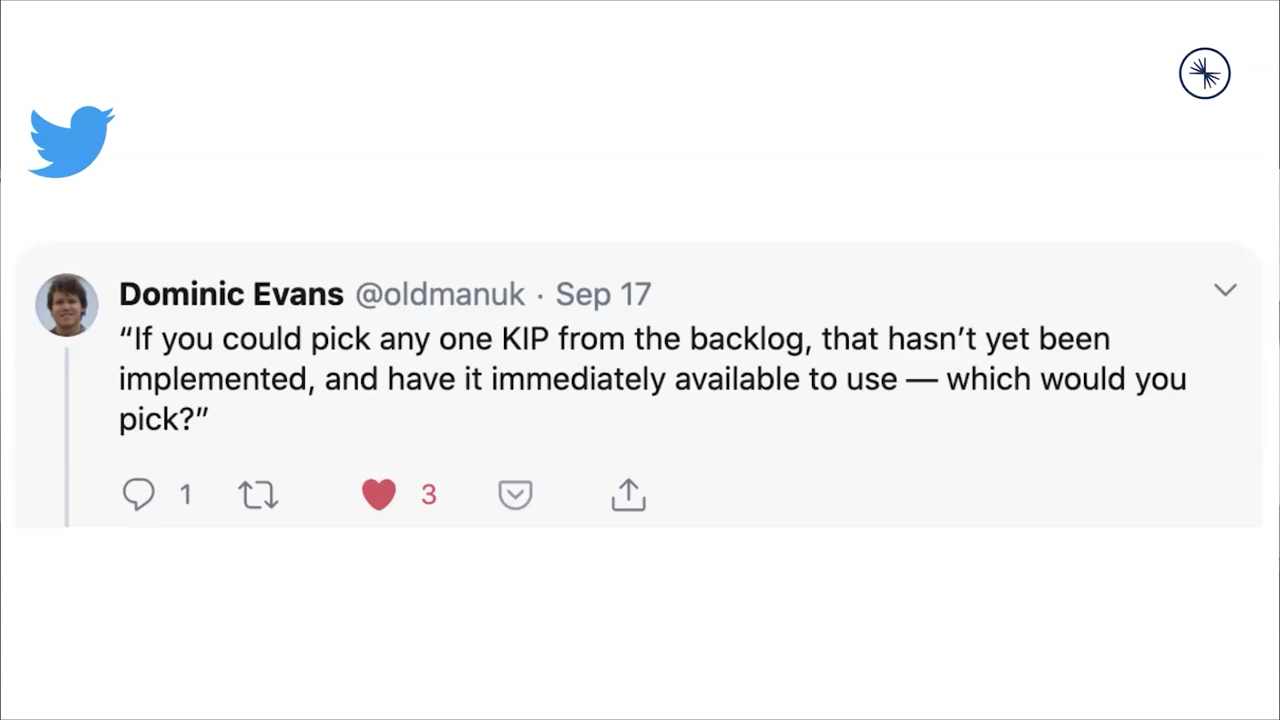 Dominic Evans @oldmanuk · Sep 17
“If you could pick any one KIP from the backlog, that hasn’t yet been
implemented, and have it immediately available to use — which would you
pick?”
1 3